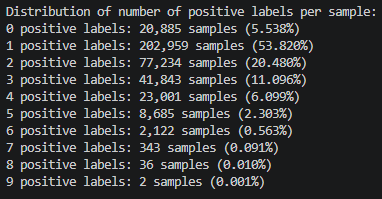 Distribution of number of positive labels per sample:
0 positive labels: 20,885 samples (5.538%)
1 positive labels: 202,959 samples (53.820%)
2 positive labels: 77,234 samples (20.480%)
3 positive labels: 41,843 samples (11.096%)
4 positive labels: 23,001 samples (6.099%)
5 positive labels: 8,685 samples (2.303%)
6 positive labels: 2,122 samples (0.563%)
7 positive labels: 343 samples (0.091%)
8 positive labels: 36 samples (0.010%)
9 positive labels: 2 samples (0.001%)